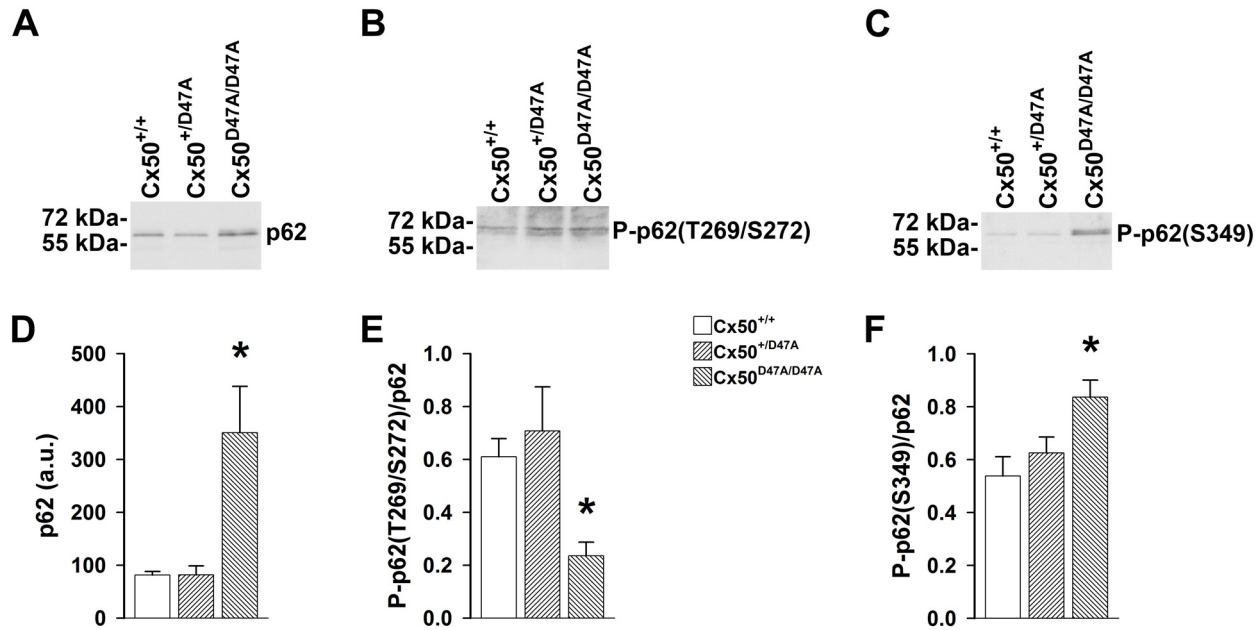 A
Cx50+/+
Cx50+/D47A
Cx50D47A/D47A
72 kDa-
55 kDa-
p62
B
Cx50+/+
Cx50+/D47A
Cx50D47A/D47A
72 kDa-
55 kDa-
P-p62(T269/S272)
C
Cx50+/+
Cx50+/D47A
Cx50D47A/D47A
72 kDa-
55 kDa-
P-p62(S349)
D
p62 (a.u.)
500
400
300
200
100
0
*
E
P-p62(T269/S272)/p62
1.0
0.8
0.6
0.4
0.2
0.0
*
Cx50+/+
Cx50+/D47A
Cx50D47A/D47A
F
P-p62(S349)/p62
1.0
0.8
0.6
0.4
0.2
0.0
*